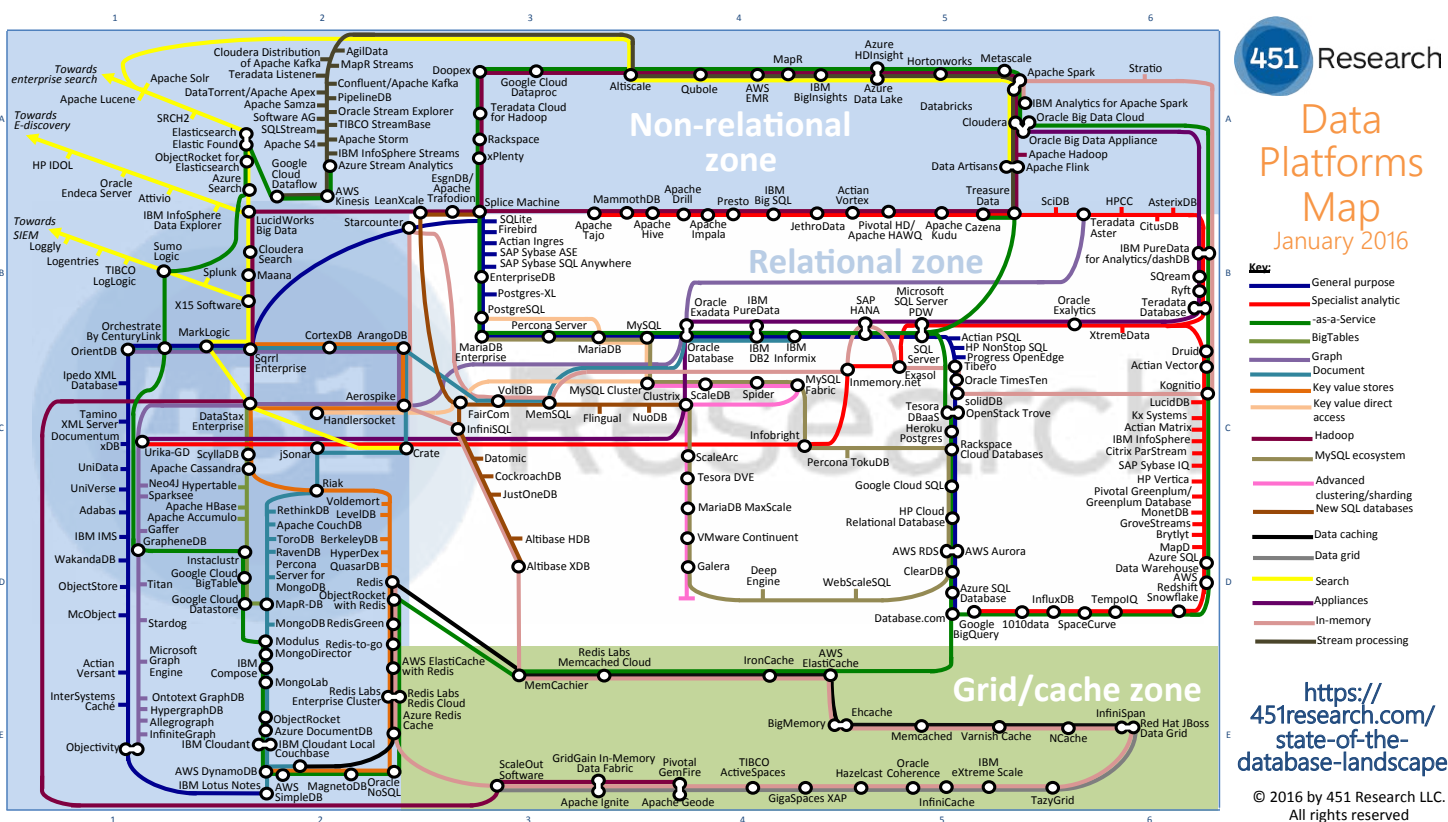 1
2
3
4
5
6
A
B
C
D
E
A
B
C
D
E
Towards
enterprise search
Apache Solr
Apache Lucene
Towards
E-discovery
SRCH2
HP IDOL
Oracle
Endeca Server
Attivio
Towards
SIEM
Loggly
Logentries
TIBCO
LogLogic
Splunk
X15 Software
IBM InfoSphere
Data Explorer
Sumo
Logic
Cloudera Distribution
of Apache Kafka
Teradata Listener
DataTorrent/Apache Apex
Apache Samza
Software AG
SQLStream
Apache S4
AgilData
MapR Streams
Confluent/Apache Kafka
PipelineDB
Oracle Stream Explorer
TIBCO StreamBase
Apache Storm
IBM InfoSphere Streams
Azure Stream Analytics
Elasticsearch
Elastic Found
ObjectRocket for
Elasticsearch
Azure
Search
Google
Cloud
Dataflow
AWS
Kinesis
LucidWorks
Big Data
Cloudera
Search
Maana
Doopex
Google Cloud
Dataproc
Teradata Cloud
for Hadoop
Rackspace
xPlenty
EsgnDB/
Apache
Trafodion
LeanXcale
Splice Machine
Starcounter
Altiscale
Qubole
AWS
EMR
MapR
IBM
BigInsights
Azure
HDInsight
Azure
Data Lake
Hortonworks
Metascale
Apache Spark
Stratio
Databricks
Cloudera
IBM Analytics for Apache Spark
Oracle Big Data Cloud
Oracle Big Data Appliance
Apache Hadoop
Data Artisans
Apache Flink
Treasure
Data
Non-relational
zone
Apache
Tajo
MammothDB
Apache
Hive
Apache
Drill
Apache
Impala
Presto
IBM
Big SQL
JethroData
Actian
Vortex
Pivotal HD/
Apache HAWQ
Apache
Kudu
Cazena
SciDB
Teradata
Aster
HPCC
AsterixDB
CitusDB
IBM PureData
for Analytics/dashDB
SQream
Ryft
Teradata
Database
Relational zone
SQLite
Firebird
Actian Ingres
SAP Sybase ASE
SAP Sybase SQL Anywhere
EnterpriseDB
Postgres-XL
PostgreSQL
MariaDB
Enterprise
Percona Server
MariaDB
MySQL
Oracle
Exadata
Oracle
Database
IBM
PureData
IBM
DB2
IBM
Informix
SAP
HANA
Microsoft
SQL Server
PDW
SQL
Server
Exasol
Oracle
Exalytics
XtremeData
Actian PSQL
HP NonStop SQL
Progress OpenEdge
Tibero
Oracle TimesTen
solidDB
OpenStack Trove
Tesora
DBaaS
Heroku
Postgres
Rackspace
Cloud Databases
Google Cloud SQL
HP Cloud
Relational Database
AWS RDS
AWS Aurora
ClearDB
Azure SQL
Database
Database.com
Google
BigQuery
1010data
InfluxDB
SpaceCurve
TempoIQ
Snowflake
AWS
Redshift
Azure SQL
Data Warehouse
MapD
Brytlyt
GroveStreams
MonetDB
Pivotal Greenplum/
Greenplum Database
HP Vertica
SAP Sybase IQ
Citrix ParStream
IBM InfoSphere
Actian Matrix
Kx Systems
LucidDB
Kognitio
Actian Vector
Druid
Orchestrate
By CenturyLink
OrientDB
MarkLogic
Sqrrl
Enterprise
CortexDB
ArangoDB
Ipedo XML
Database
Tamino
XML Server
Documentum
xDB
UniData
UniVerse
Adabas
IBM IMS
WakandaDB
ObjectStore
McObject
Actian
Versant
InterSystems
Caché
Objectivity
DataStax
Enterprise
Handlersocket
Aerospike
Urika-GD
ScyllaDB
Apache Cassandra
Neo4J
Hypertable
Sparksee
Apache HBase
Apache Accumulo
Gaffer
GrapheneDB
Titan
Stardog
Microsoft
Graph
Engine
Ontotext GraphDB
HypergraphDB
Allegrograph
InfiniteGraph
Instaclustr
Google Cloud
BigTable
Google Cloud
Datastore
jSonar
Crate
Riak
RethinkDB
Apache CouchDB
ToroDB
RavenDB
Percona
Server for
MongoDB
MapR-DB
MongoDB
Modulus
MongoDirector
IBM
Compose
MongoLab
ObjectRocket
Azure DocumentDB
IBM Cloudant
IBM Cloudant Local
Couchbase
AWS DynamoDB
IBM Lotus Notes
AWS
SimpleDB
MagnetoDB
Oracle
NoSQL
Voldemort
LevelDB
BerkeleyDB
HyperDex
QuasarDB
Redis
ObjectRocket
with Redis
RedisGreen
Redis-to-go
AWS ElastiCache
with Redis
Redis Labs
Enterprise Cluster
Redis Labs
Redis Cloud
Azure Redis
Cache
FairCom
InfiniSQL
VoltDB
MemSQL
MySQL Cluster
Clustrix
Flingual
NuoDB
ScaleDB
Spider
MySQL
Fabric
Inmemory.net
Infobright
Percona TokuDB
Datomic
CockroachDB
JustOneDB
Altibase HDB
Altibase XDB
ScaleArc
Tesora DVE
MariaDB MaxScale
VMware Continuent
Galera
Deep
Engine
WebScaleSQL
451 Research
Redis Labs
Memcached Cloud
MemCachier
IronCache
AWS
ElastiCache
Grid/cache zone
BigMemory
Ehcache
Memcached
Varnish Cache
NCache
InfiniSpan
Red Hat JBoss
Data Grid
ScaleOut
Software
GridGain In-Memory
Data Fabric
Apache Ignite
Pivotal
GemFire
Apache Geode
TIBCO
ActiveSpaces
GigaSpaces XAP
Hazelcast
Oracle
Coherence
InfiniCache
IBM
eXtreme Scale
TazyGrid
1
2
3
4
5
6
451 Research
Data
Platforms
Map
January 2016
Key:
General purpose
Specialist analytic
-as-a-Service
BigTables
Graph
Document
Key value stores
Key value direct
access
Hadoop
MySQL ecosystem
Advanced
clustering/sharding
New SQL databases
Data caching
Data grid
Search
Appliances
In-memory
Stream processing
https://
451research.com/
state-of-the-
database-landscape
© 2016 by 451 Research LLC.
All rights reserved